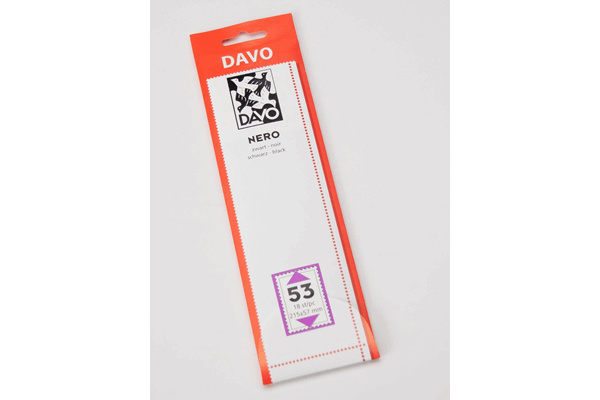 DAVO
DAVO
NERO
zwart - noir
schwarz - black
53
18 st/pc
215x57 mm